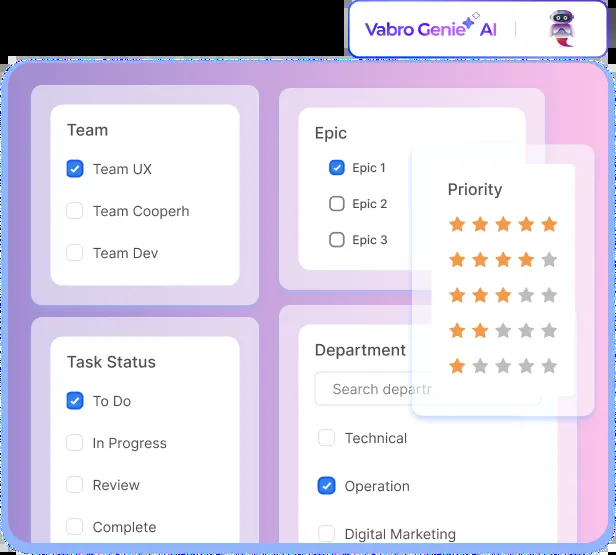 Vabro Genie AI
Team
Team UX
Team Cooperh
Team Dev
Epic
Epic 1
Epic 2
Epic 3
Priority
Task Status
To Do
In Progress
Review
Complete
Department
Search departr
Technical
Operation
Digital Marketing